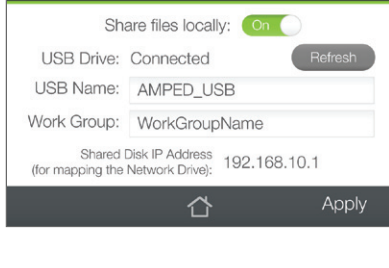 Share files locally: On
USB Drive: Connected Refresh
USB Name: AMPED_USB
Work Group: WorkGroupName
Shared Disk IP Address
(for mapping the Network Drive): 192.168.10.1
Apply